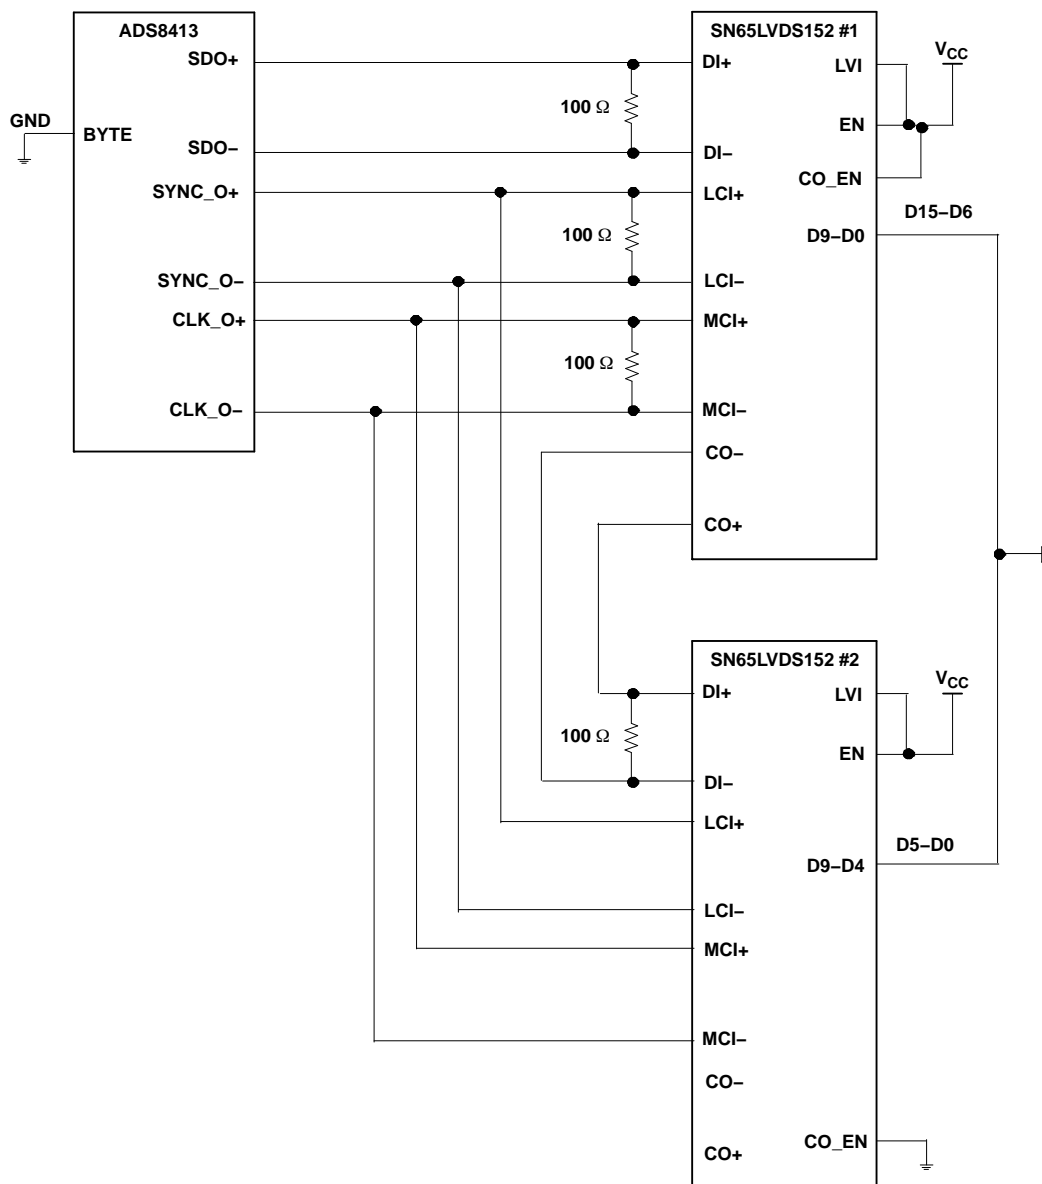 ADS8413
SDO+
GND
BYTE
SDO−
SYNC_O+
SYNC_O−
CLK_O+
CLK_O−
100 Ω
100 Ω
100 Ω
SN65LVDS152 #1
DI+
LVI
VCC
EN
DI−
CO_EN
LCI+
D15−D6
D9−D0
LCI−
MCI+
MCI−
CO−
CO+
SN65LVDS152 #2
DI+
LVI
VCC
100 Ω
EN
DI−
LCI+
D5−D0
D9−D4
LCI−
MCI+
MCI−
CO−
CO_EN
CO+